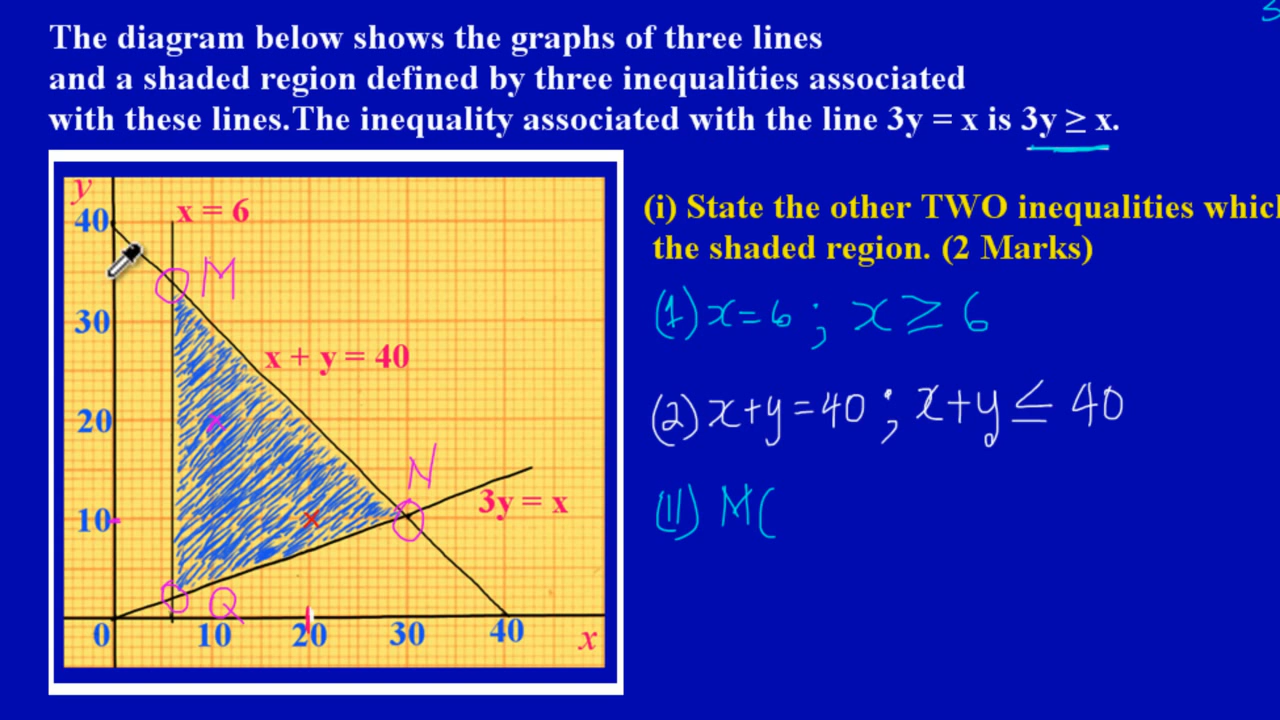 The diagram below shows the graphs of three lines
and a shaded region defined by three inequalities associated
with these lines.The inequality associated with the line 3y = x is 3y ≥ x.
(i) State the other TWO inequalities which
the shaded region. (2 Marks)
(1) x=6 ; x ≥ 6
(2) x+y=40 ; x+y ≤ 40
(11) M(
y
40
x = 6
M
30
x + y = 40
20
N
3y = x
10
Q
0
10
20
30
40
x